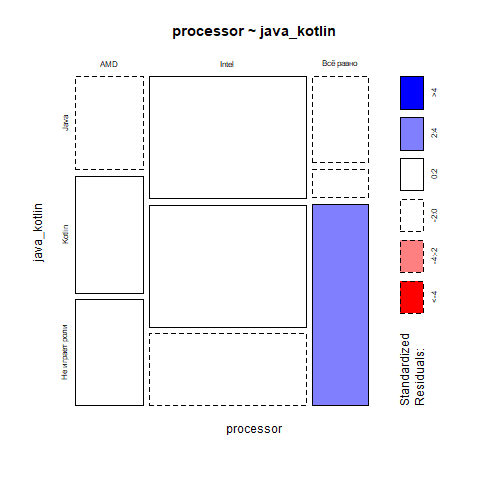 processor ~ java_kotlin
AMD Intel Всё равно
Java
Kotlin
Не играет роли
java_kotlin
processor
>4
2:4
0:2
-2:0
-4:-2
<-4
Standardized
Residuals: